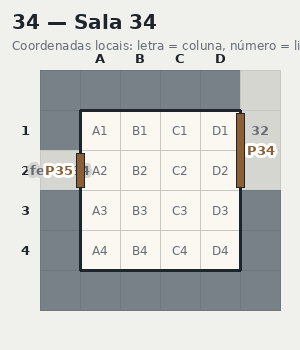 34 — Sala 34
Coordenadas locais: letra = coluna, número = li
A B C D
1 A1 B1 C1 D1 32
P34
2 P35 A2 B2 C2 D2
3 A3 B3 C3 D3
4 A4 B4 C4 D4